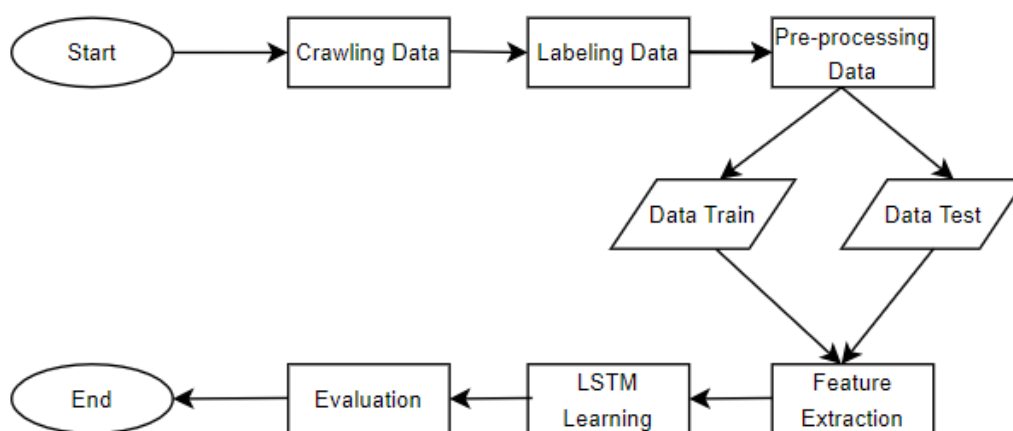 Start
Crawling Data
Labeling Data
Pre-processing
Data
Data Train
Data Test
Feature
Extraction
LSTM
Learning
Evaluation
End